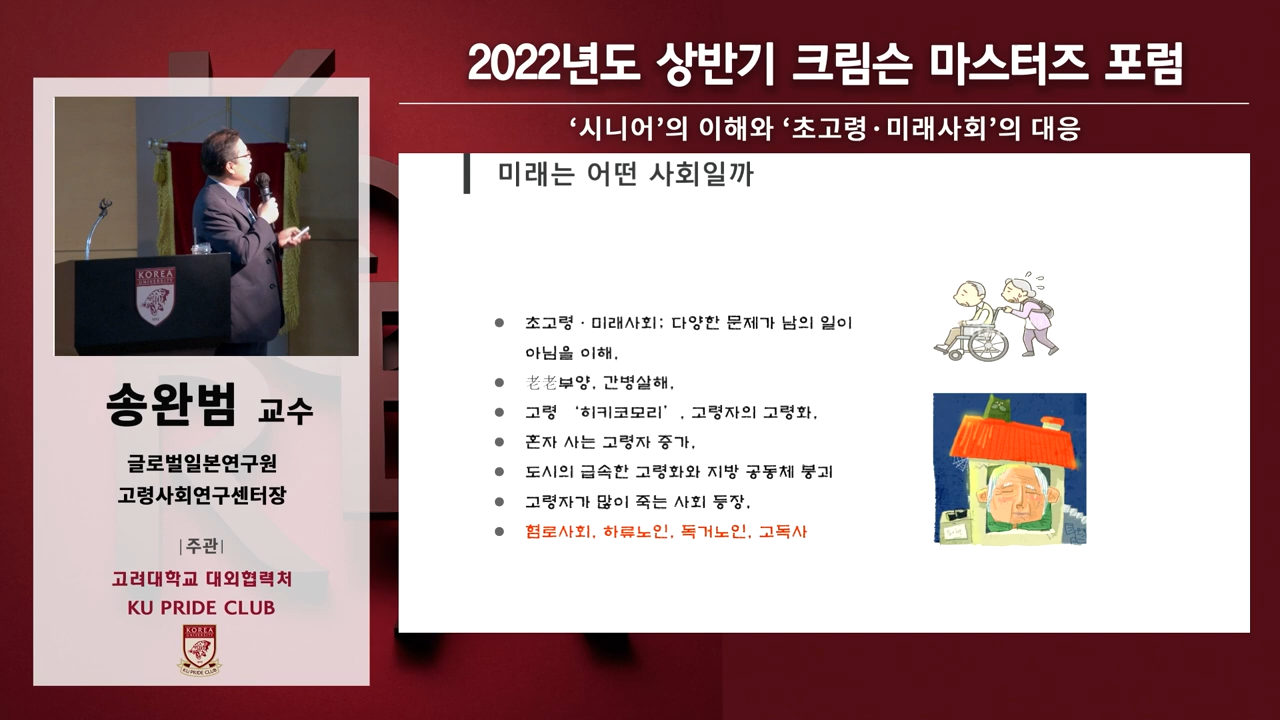 2022년도 상반기 크림슨 마스터즈 포럼
‘시니어’의 이해와 ‘초고령·미래사회’의 대응
미래는 어떤 사회일까
초고령·미래사회; 다양한 문제가 남의 일이
아님을 이해.
老老부양, 간병살해.
고령 ‘히키코모리’, 고령자의 고령화.
혼자 사는 고령자 증가.
도시의 급속한 고령화와 지방 공동체 붕괴
고령자가 많이 죽는 사회 등장.
혐로사회, 하류노인, 독거노인, 고독사
KOREA
UNIVERSITY
송완범 교수
글로벌일본연구원
고령사회연구센터장
|주관|
고려대학교 대외협력처
KU PRIDE CLUB
KOREA
UNIVERSITY
KU PRIDE CLUB